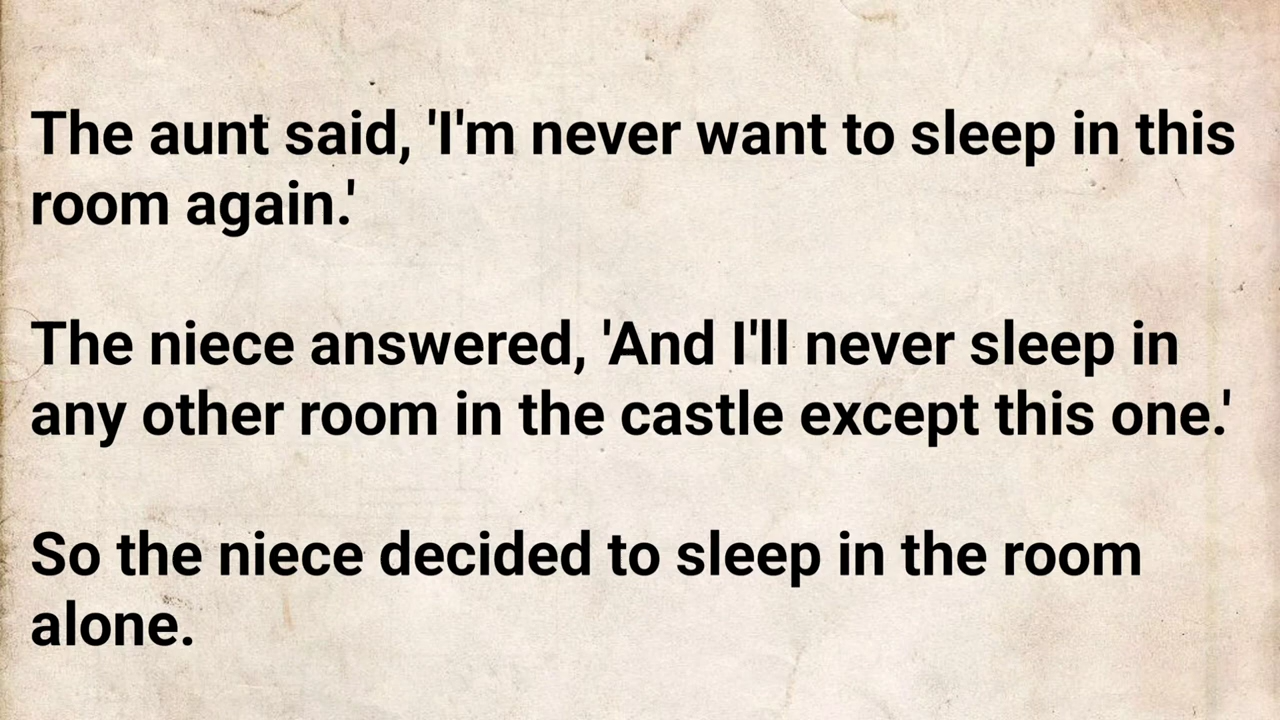 The aunt said, 'I'm never want to sleep in this
room again.'
The niece answered, 'And I'll never sleep in
any other room in the castle except this one.'
So the niece decided to sleep in the room
alone.